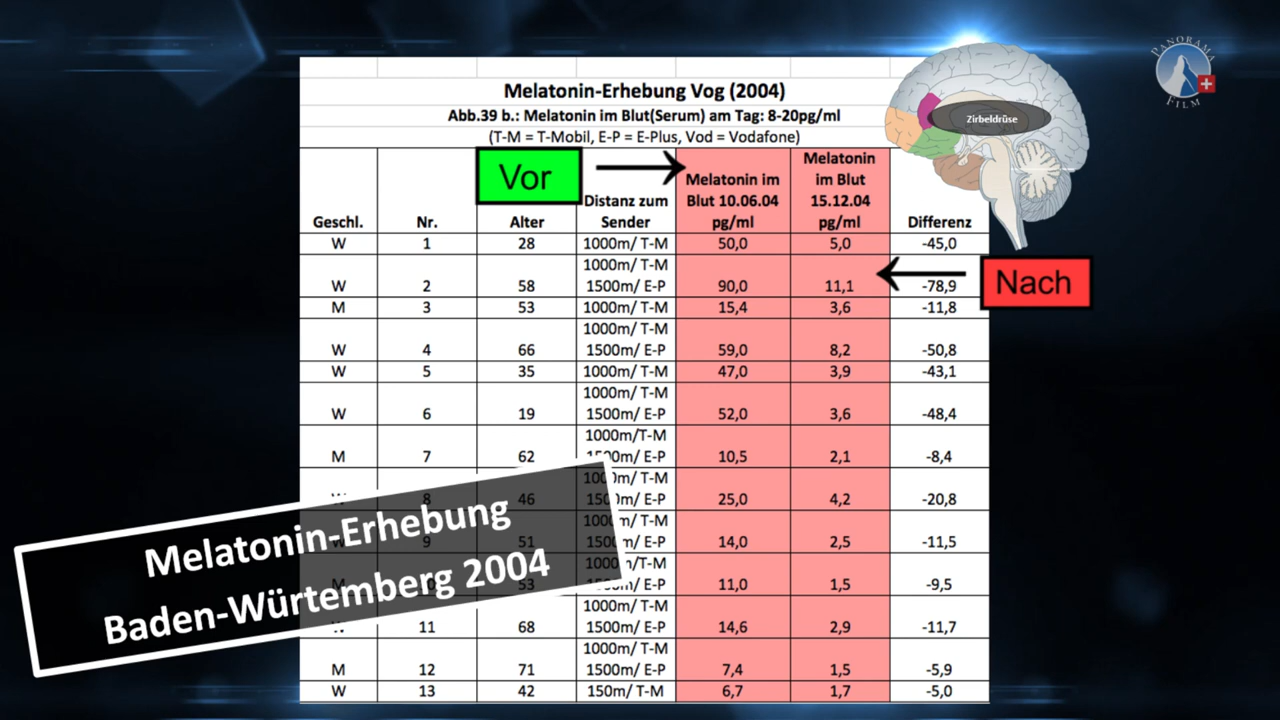 PANORAMA
FILM
Zirbeldrüse
Melatonin-Erhebung Vog (2004)
Abb.39 b.: Melatonin im Blut(Serum) am Tag: 8-20pg/ml
(T-M = T-Mobil, E-P = E-Plus, Vod = Vodafone)
Vor
Geschl. Nr. Alter Distanz zum Sender Melatonin im Blut 10.06.04 pg/ml Melatonin im Blut 15.12.04 pg/ml Differenz
W 1 28 1000m/ T-M 50,0 5,0 -45,0
1000m/ T-M
W 2 58 1500m/ E-P 90,0 11,1 -78,9
Nach
M 3 53 1000m/ T-M 15,4 3,6 -11,8
1000m/ T-M
W 4 66 1500m/ E-P 59,0 8,2 -50,8
W 5 35 1000m/ T-M 47,0 3,9 -43,1
1000m/ T-M
W 6 19 1500m/ E-P 52,0 3,6 -48,4
1000m/T-M
M 7 62 1500m/ E-P 10,5 2,1 -8,4
1000m/ T-M
8 46 1500m/ E-P 25,0 4,2 -20,8
1000m/ T-M
9 51 1500m/ E-P 14,0 2,5 -11,5
1000m/ T-M
53 1500m/ E-P 11,0 1,5 -9,5
1000m/ T-M
11 68 1500m/ E-P 14,6 2,9 -11,7
1000m/ T-M
M 12 71 1500m/ E-P 7,4 1,5 -5,9
W 13 42 150m/ T-M 6,7 1,7 -5,0
Melatonin-Erhebung
Baden-Würtemberg 2004